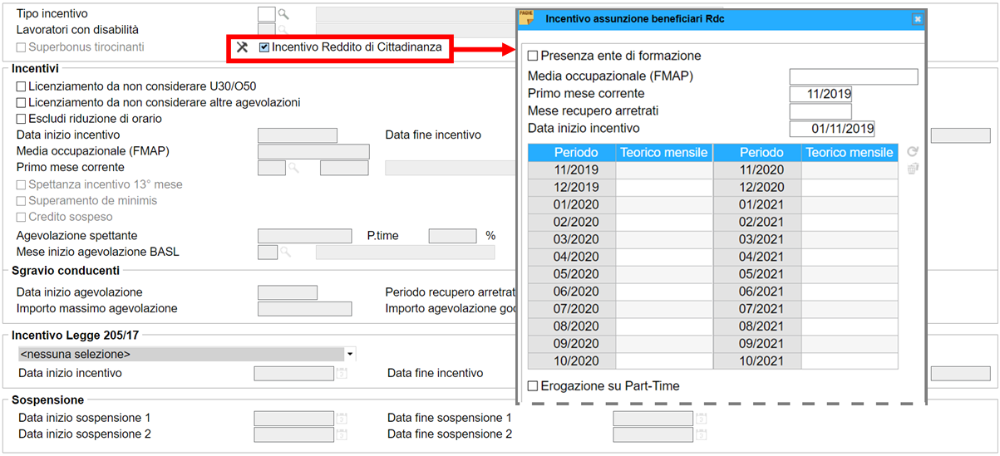 Tipo incentivo
Lavoratori con disabilità
Superbonus tirocinanti
Incentivo Reddito di Cittadinanza
Incentivi
Licenziamento da non considerare U30/O50
Licenziamento da non considerare altre agevolazioni
Escludi riduzione di orario
Data inizio incentivo Data fine incentivo
Media occupazionale (FMAP)
Primo mese corrente
Spettanza incentivo 13° mese
Superamento de minimis
Credito sospeso
Agevolazione spettante P.time %
Mese inizio agevolazione BASL
Sgravio conducenti
Data inizio agevolazione Periodo recupero arretrat
Importo massimo agevolazione Importo agevolazione god
Incentivo Legge 205/17
<nessuna selezione>
Data inizio incentivo Data fine incentivo
Sospensione
Data inizio sospensione 1 Data fine sospensione 1
Data inizio sospensione 2 Data fine sospensione 2
PAGHE Incentivo assunzione beneficiari Rdc
Presenza ente di formazione
Media occupazionale (FMAP)
Primo mese corrente 11/2019
Mese recupero arretrati
Data inizio incentivo 01/11/2019
Periodo Teorico mensile Periodo Teorico mensile
11/2019 11/2020
12/2019 12/2020
01/2020 01/2021
02/2020 02/2021
03/2020 03/2021
04/2020 04/2021
05/2020 05/2021
06/2020 06/2021
07/2020 07/2021
08/2020 08/2021
09/2020 09/2021
10/2020 10/2021
Erogazione su Part-Time